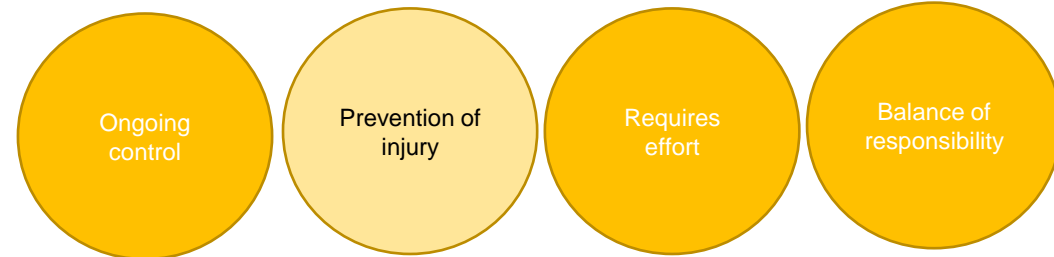 Ongoing
control
Prevention of
injury
Requires
effort
Balance of
responsibility